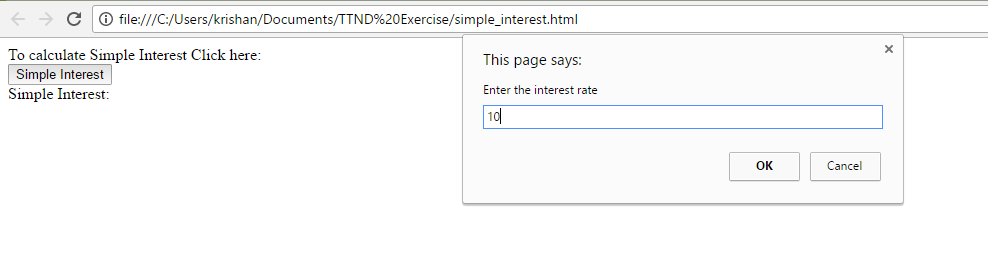 file:///C:/Users/krishan/Documents/TTND%20Exercise/simple_interest.html
To calculate Simple Interest Click here:
Simple Interest
Simple Interest:
This page says:
Enter the interest rate
10
OK Cancel